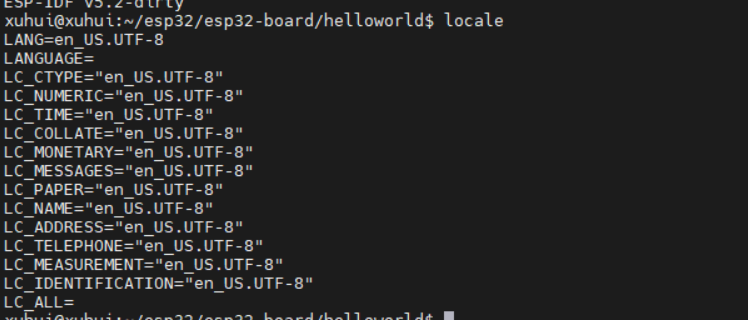 ESP-IDF v5.2-dirty
xuhui@xuhui:~/esp32/esp32-board/helloworld$ locale
LANG=en_US.UTF-8
LANGUAGE=
LC_CTYPE="en_US.UTF-8"
LC_NUMERIC="en_US.UTF-8"
LC_TIME="en_US.UTF-8"
LC_COLLATE="en_US.UTF-8"
LC_MONETARY="en_US.UTF-8"
LC_MESSAGES="en_US.UTF-8"
LC_PAPER="en_US.UTF-8"
LC_NAME="en_US.UTF-8"
LC_ADDRESS="en_US.UTF-8"
LC_TELEPHONE="en_US.UTF-8"
LC_MEASUREMENT="en_US.UTF-8"
LC_IDENTIFICATION="en_US.UTF-8"
LC_ALL=
xuhui@xuhui:~/esp32/esp32-board/helloworld$